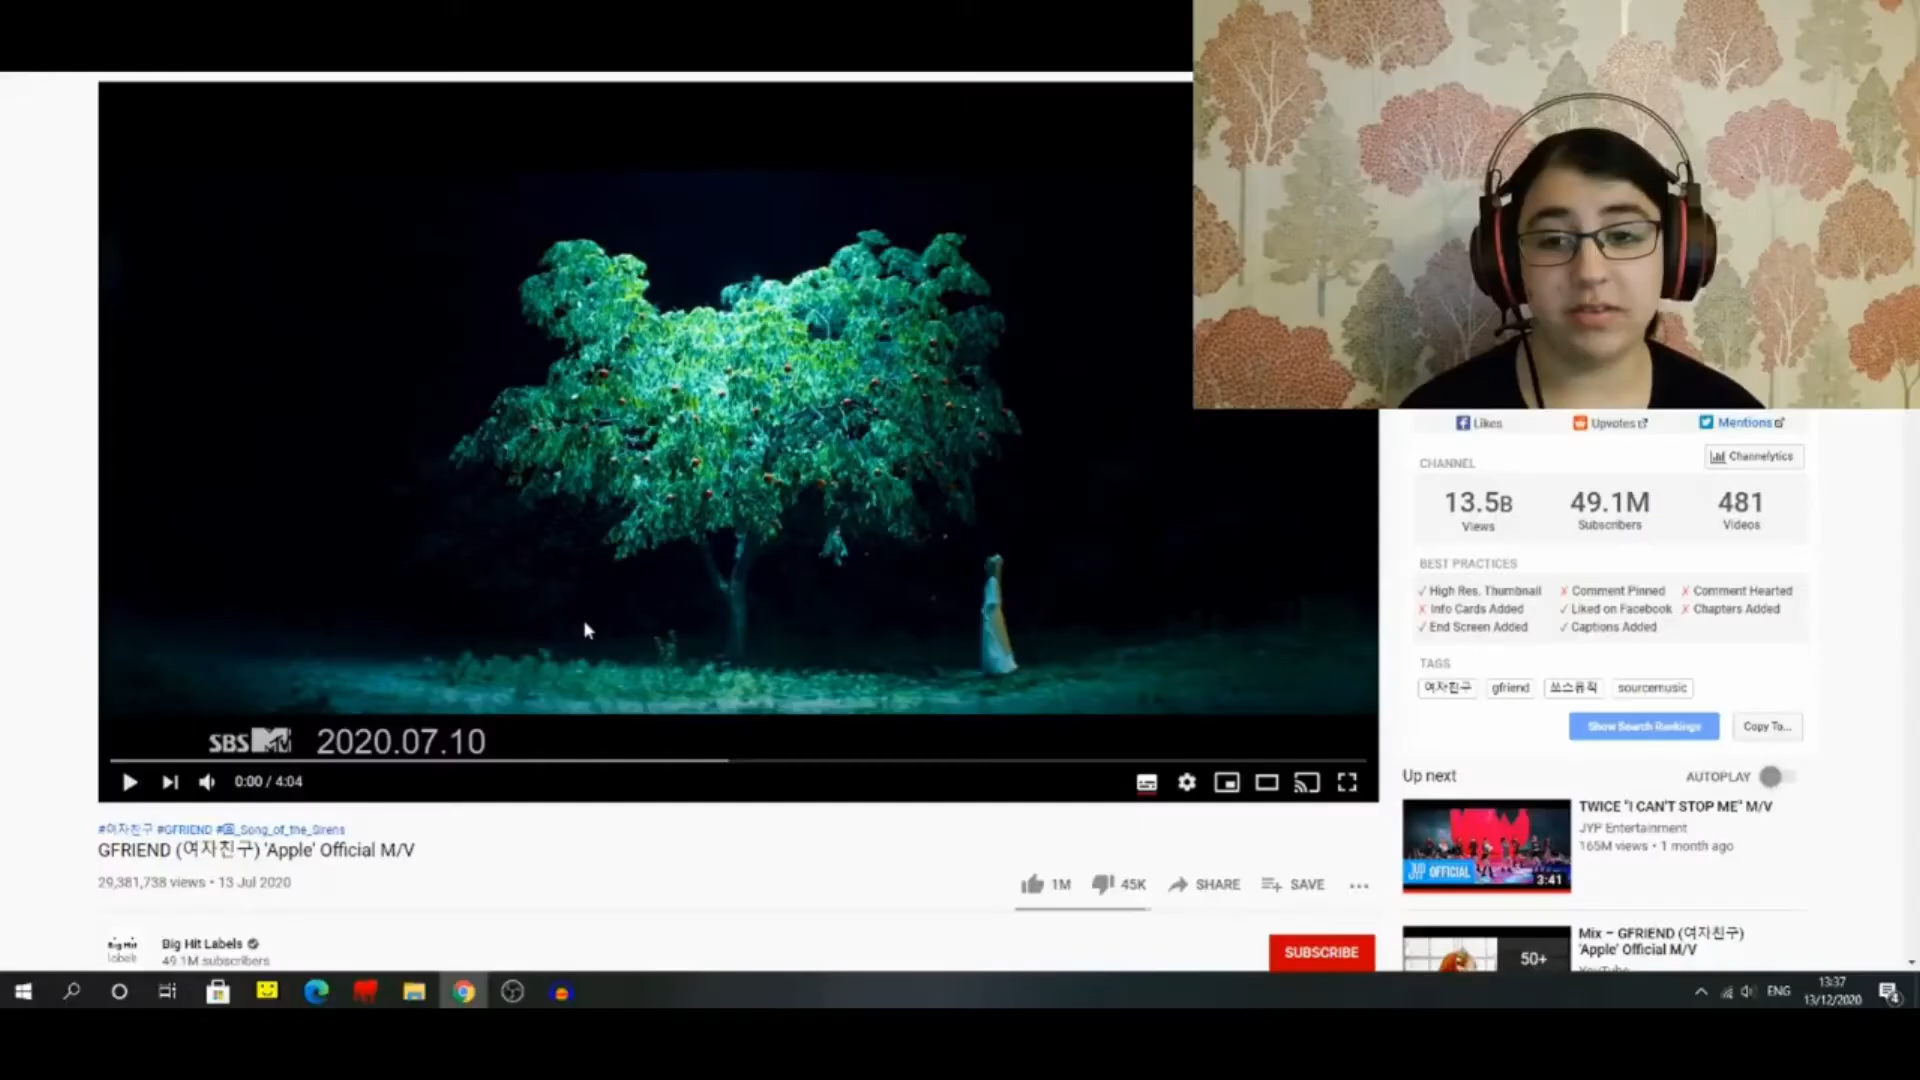 SBS MTV 2020.07.10
0:00 / 4:04
#여자친구 #GFRIEND #回_Song_of_the_Sirens
GFRIEND (여자친구) 'Apple' Official M/V
29,381,738 views • 13 Jul 2020
1M 45K SHARE SAVE
Big Hit Labels
Big Hit Labels
49.1M subscribers
SUBSCRIBE
Likes Upvotes Mentions
CHANNEL Channelytics
13.5B 49.1M 481
Views Subscribers Videos
BEST PRACTICES
✓ High Res. Thumbnail ✗ Comment Pinned ✗ Comment Hearted
✗ Info Cards Added ✓ Liked on Facebook ✗ Chapters Added
✓ End Screen Added ✓ Captions Added
TAGS
여자친구 gfriend 쏘스뮤직 sourcemusic
Show Search Rankings Copy To...
Up next AUTOPLAY
TWICE "I CAN'T STOP ME" M/V
JYP Entertainment
165M views • 1 month ago
JYP OFFICIAL 3:41
Mix – GFRIEND (여자친구)
'Apple' Official M/V
YouTube
50+
ENG 13:37
13/12/2020
4